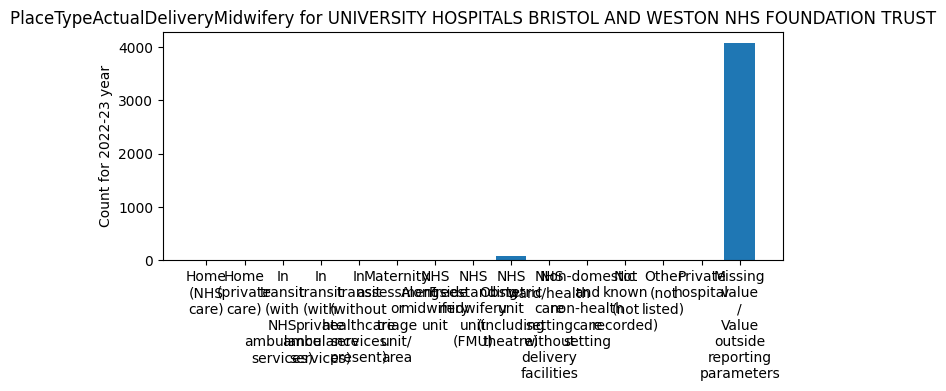 PlaceTypeActualDeliveryMidwifery for UNIVERSITY HOSPITALS BRISTOL AND WESTON NHS FOUNDATION TRUST
Count for 2022-23 year
4000
3000
2000
1000
0
Home
(NHS
care)
Home
(private
care)
In
transit
(with
NHS
ambulance
services)
In
transit
(with
private
ambulance
services)
In
transit
(without
healthcare
services
present)
Maternity
assessment
or
triage
unit/
area
NHS
Alongside
midwifery
unit
NHS
Freestanding
midwifery
unit
(FMU)
NHS
Obstetric
unit
(including
theatre)
NHS
ward/health
care
setting
without
delivery
facilities
Non-domestic
and
non-health
care
setting
Not
known
(not
recorded)
Other
(not
listed)
Private
hospital
Missing
value
/
Value
outside
reporting
parameters